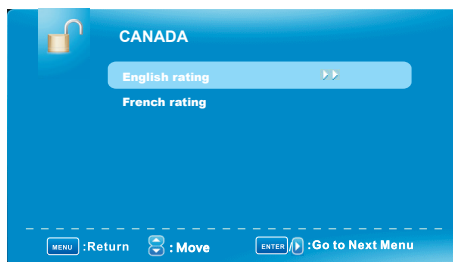 CANADA
English rating
French rating
MENU :Return : Move ENTER / :Go to Next Menu